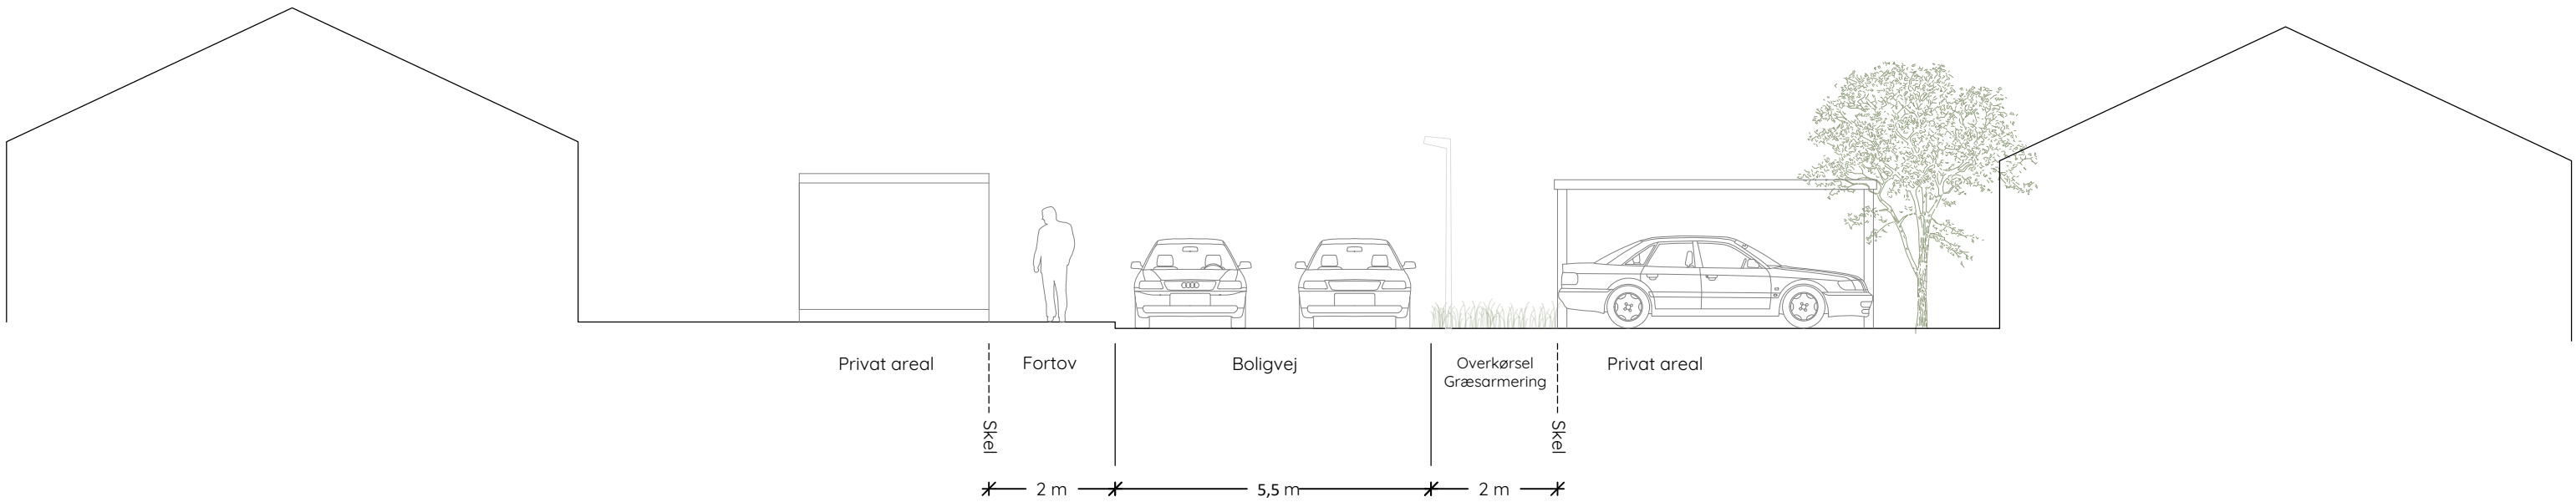 Privat areal
Fortov
Boligvej
Overkørsel
Græsarmering
Privat areal
Skel
Skel
2 m
5,5 m
2 m